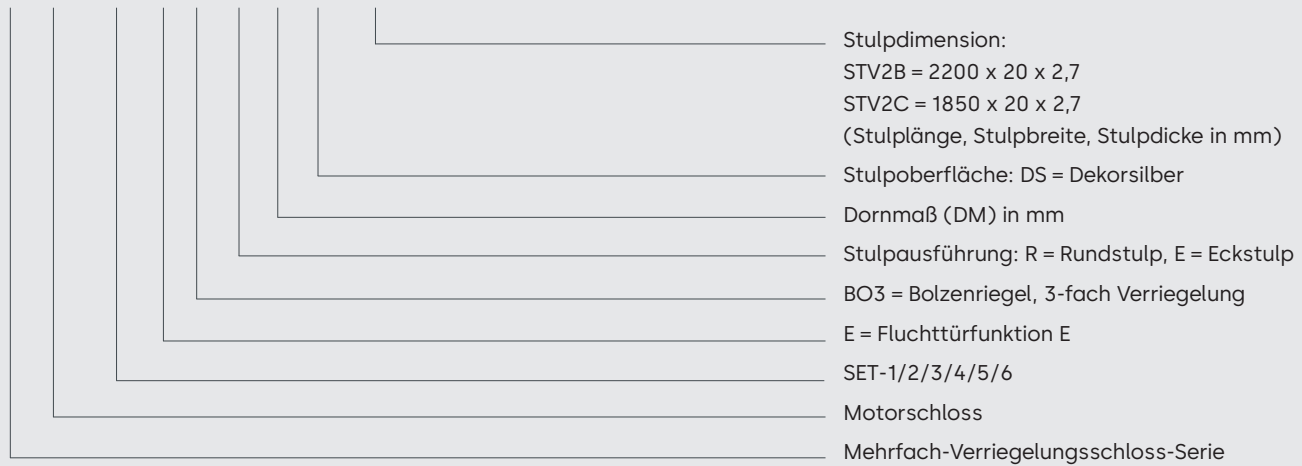 Stulpdimension:
STV2B = 2200 x 20 x 2,7
STV2C = 1850 x 20 x 2,7
(Stulplänge, Stulpbreite, Stulpdicke in mm)
Stulpoberfläche: DS = Dekorsilber
Dornmaß (DM) in mm
Stulpausführung: R = Rundstulp, E = Eckstulp
BO3 = Bolzenriegel, 3-fach Verriegelung
E = Fluchttürfunktion E
SET-1/2/3/4/5/6
Motorschloss
Mehrfach-Verriegelungsschloss-Serie